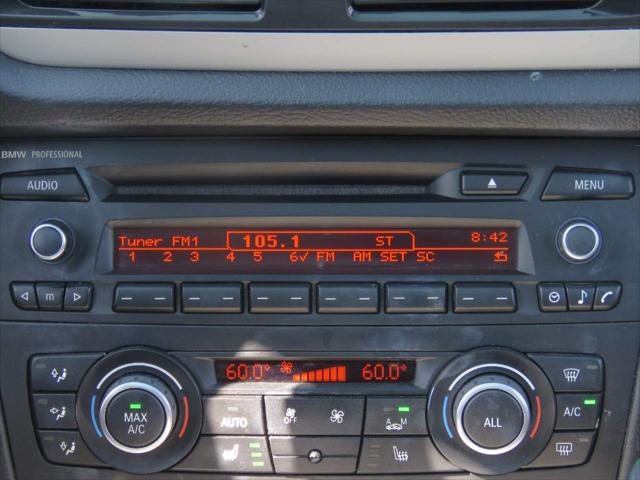 BMW PROFESSIONAL
AUDIO
MENU
Tuner FM1 105.1 ST 8:42
1 2 3 4 5 6✓ FM AM SET SC
m
60.0° 60.0°
MAX A/C
AUTO
OFF
A M
ALL
A/C